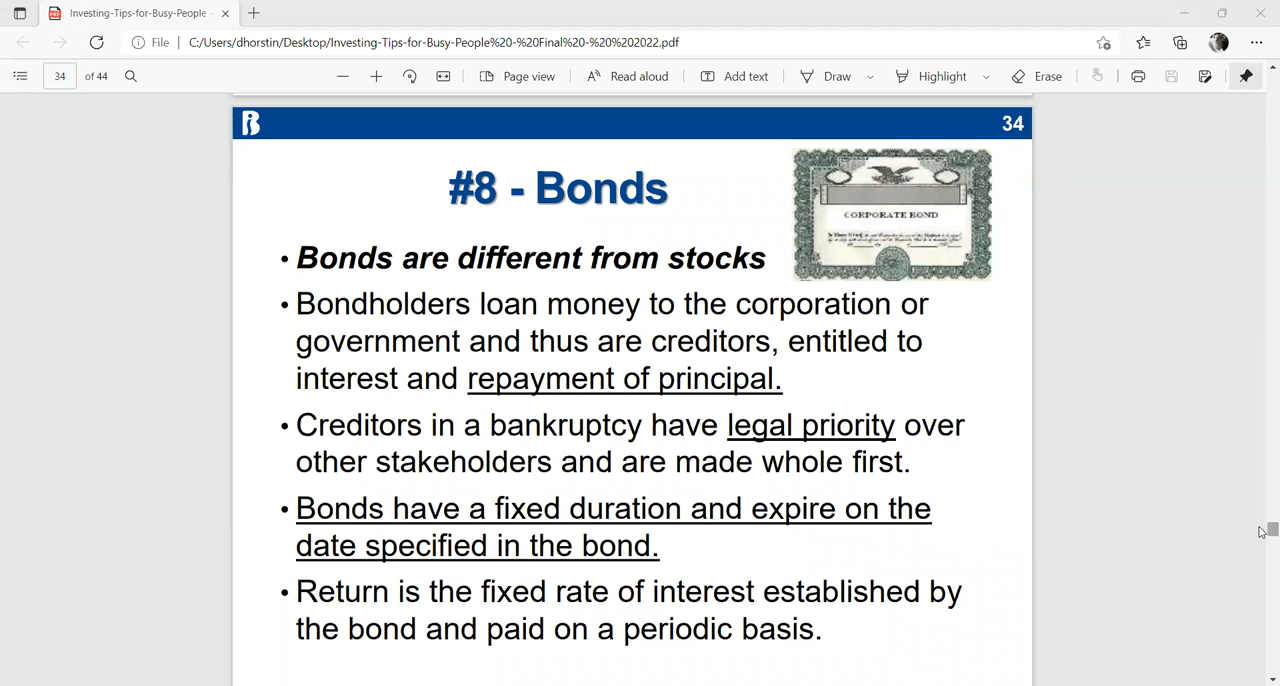 Investing-Tips-for-Busy-People -
File
C:/Users/dhorstin/Desktop/Investing-Tips-for-Busy-People%20-%20Final%20-%20%202022.pdf
34 of 44
Page view
Read aloud
Add text
Draw
Highlight
Erase
34
#8 - Bonds
CORPORATE BOND
• Bonds are different from stocks
• Bondholders loan money to the corporation or
government and thus are creditors, entitled to
interest and repayment of principal.
• Creditors in a bankruptcy have legal priority over
other stakeholders and are made whole first.
• Bonds have a fixed duration and expire on the
date specified in the bond.
• Return is the fixed rate of interest established by
the bond and paid on a periodic basis.